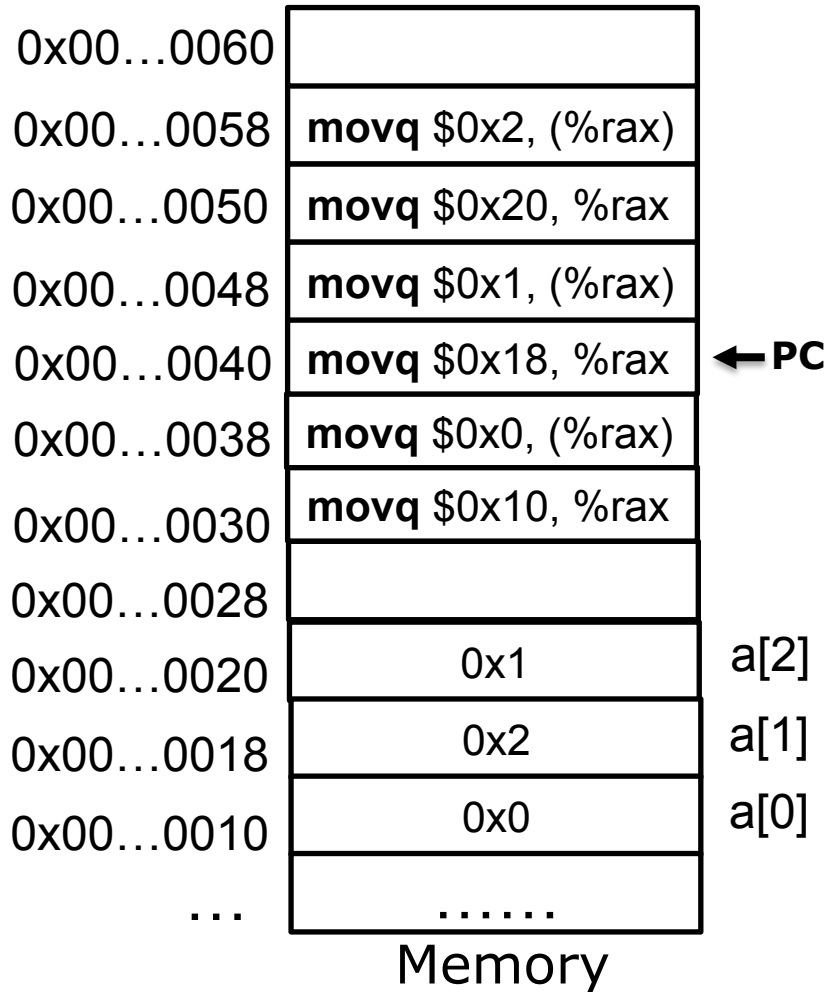 0x00…0060
0x00…0058 movq $0x2, (%rax)
0x00…0050 movq $0x20, %rax
0x00…0048 movq $0x1, (%rax)
0x00…0040 movq $0x18, %rax PC
0x00…0038 movq $0x0, (%rax)
0x00…0030 movq $0x10, %rax
0x00…0028
0x00…0020 0x1 a[2]
0x00…0018 0x2 a[1]
0x00…0010 0x0 a[0]
… ……
Memory